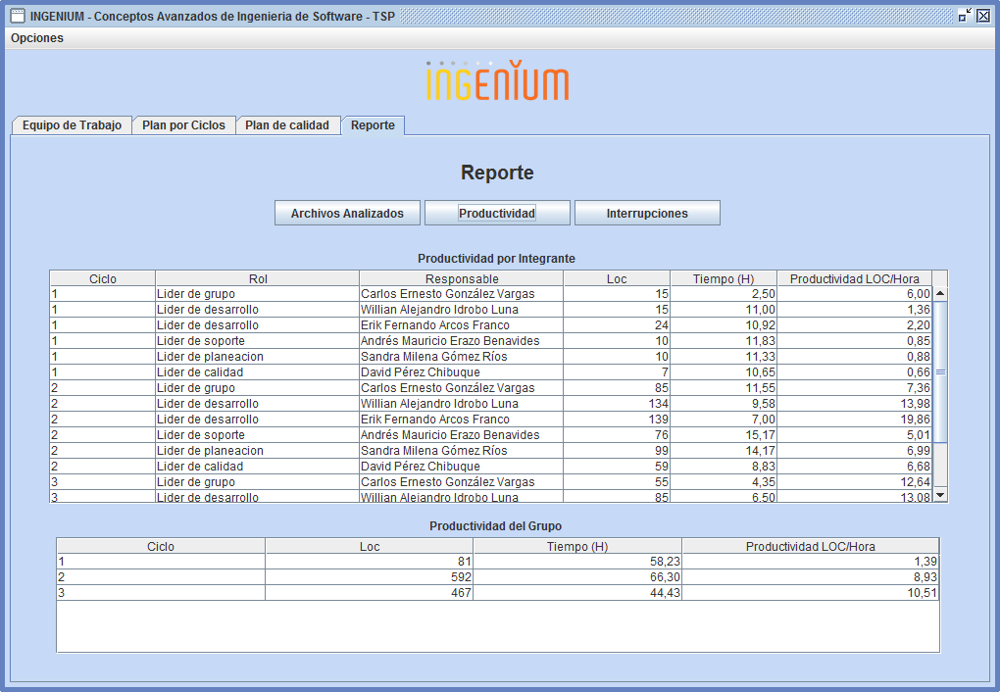 INGENIUM - Conceptos Avanzados de Ingenieria de Software - TSP
Opciones
INGENIUM
Equipo de Trabajo Plan por Ciclos Plan de calidad Reporte
Reporte
Archivos Analizados Productividad Interrupciones
Productividad por Integrante
Ciclo Rol Responsable Loc Tiempo (H) Productividad LOC/Hora
1 Lider de grupo Carlos Ernesto González Vargas 15 2,50 6,00
1 Lider de desarrollo Willian Alejandro Idrobo Luna 15 11,00 1,36
1 Lider de desarrollo Erik Fernando Arcos Franco 24 10,92 2,20
1 Lider de soporte Andrés Mauricio Erazo Benavides 10 11,83 0,85
1 Lider de planeacion Sandra Milena Gómez Ríos 10 11,33 0,88
1 Lider de calidad David Pérez Chibuque 7 10,65 0,66
2 Lider de grupo Carlos Ernesto González Vargas 85 11,55 7,36
2 Lider de desarrollo Willian Alejandro Idrobo Luna 134 9,58 13,98
2 Lider de desarrollo Erik Fernando Arcos Franco 139 7,00 19,86
2 Lider de soporte Andrés Mauricio Erazo Benavides 76 15,17 5,01
2 Lider de planeacion Sandra Milena Gómez Ríos 99 14,17 6,99
2 Lider de calidad David Pérez Chibuque 59 8,83 6,68
3 Lider de grupo Carlos Ernesto González Vargas 55 4,35 12,64
3 Lider de desarrollo Willian Alejandro Idrobo Luna 85 6,50 13,08
Productividad del Grupo
Ciclo Loc Tiempo (H) Productividad LOC/Hora
1 81 58,23 1,39
2 592 66,30 8,93
3 467 44,43 10,51